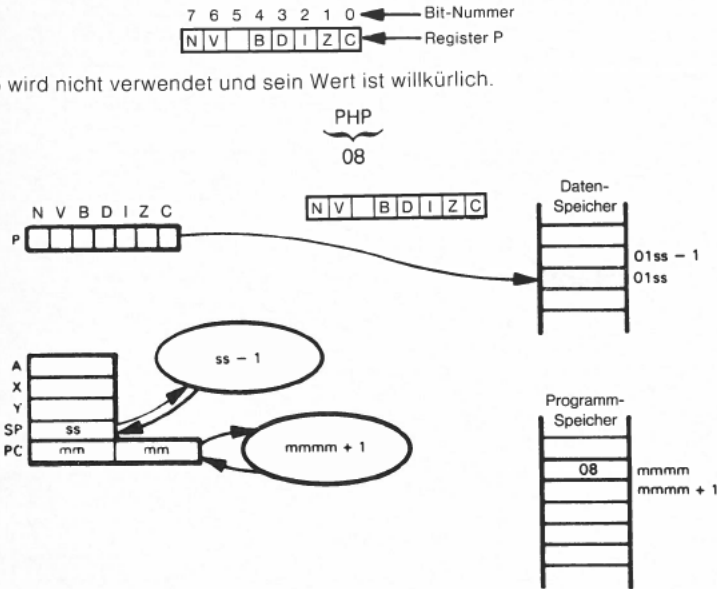 7 6 5 4 3 2 1 0 Bit-Nummer
N V B D I Z C Register P
wird nicht verwendet und sein Wert ist willkürlich.
PHP
08
N V B D I Z C
P
N V B D I Z C
Daten-
Speicher
01ss – 1
01ss
A
X
Y
SP ss
PC mm mm
ss – 1
mmmm + 1
Programm-
Speicher
08 mmmm
mmmm + 1